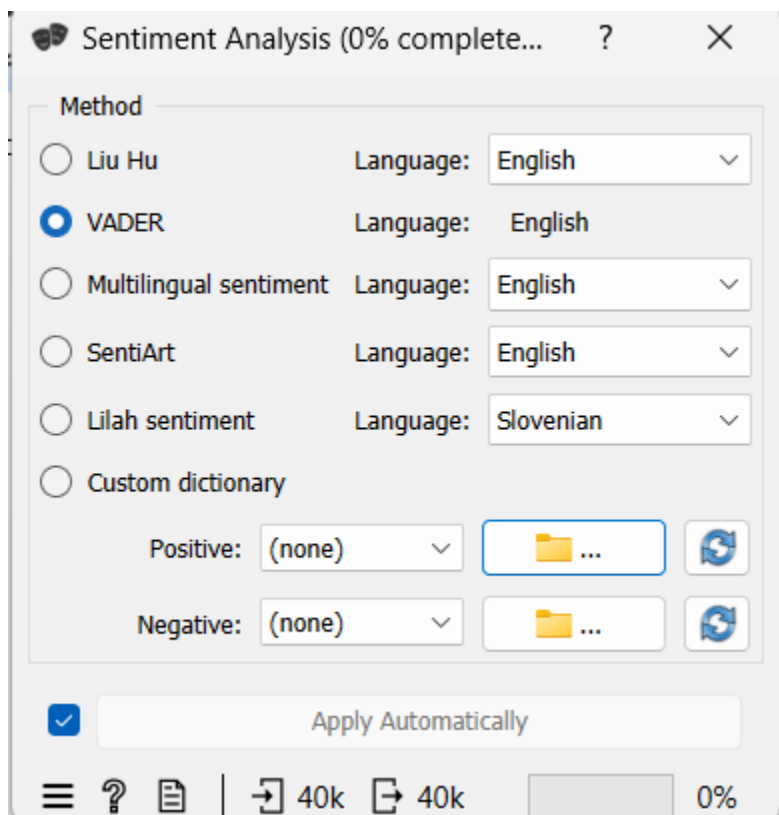 Sentiment Analysis (0% complete... ? 
Method
Liu Hu Language: English
VADER Language: English
Multilingual sentiment Language: English
SentiArt Language: English
Lilah sentiment Language: Slovenian
Custom dictionary
Positive: (none) ...
Negative: (none) ...
Apply Automatically
? 40k 40k 0%